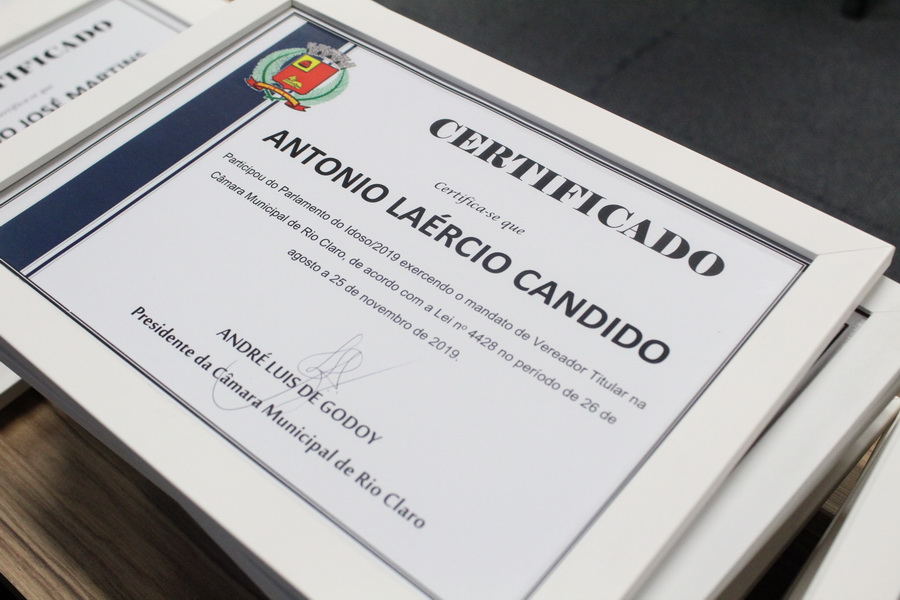 CERTIFICADO
Certifica-se que
ANTONIO LAÉRCIO CANDIDO
Participou do Parlamento do Idoso/2019 exercendo o mandato de Vereador Titular na
Câmara Municipal de Rio Claro, de acordo com a Lei nº 4428 no período de 26 de
agosto a 25 de novembro de 2019.
ANDRÉ LUIS DE GODOY
Presidente da Câmara Municipal de Rio Claro
JOSÉ MARTINS